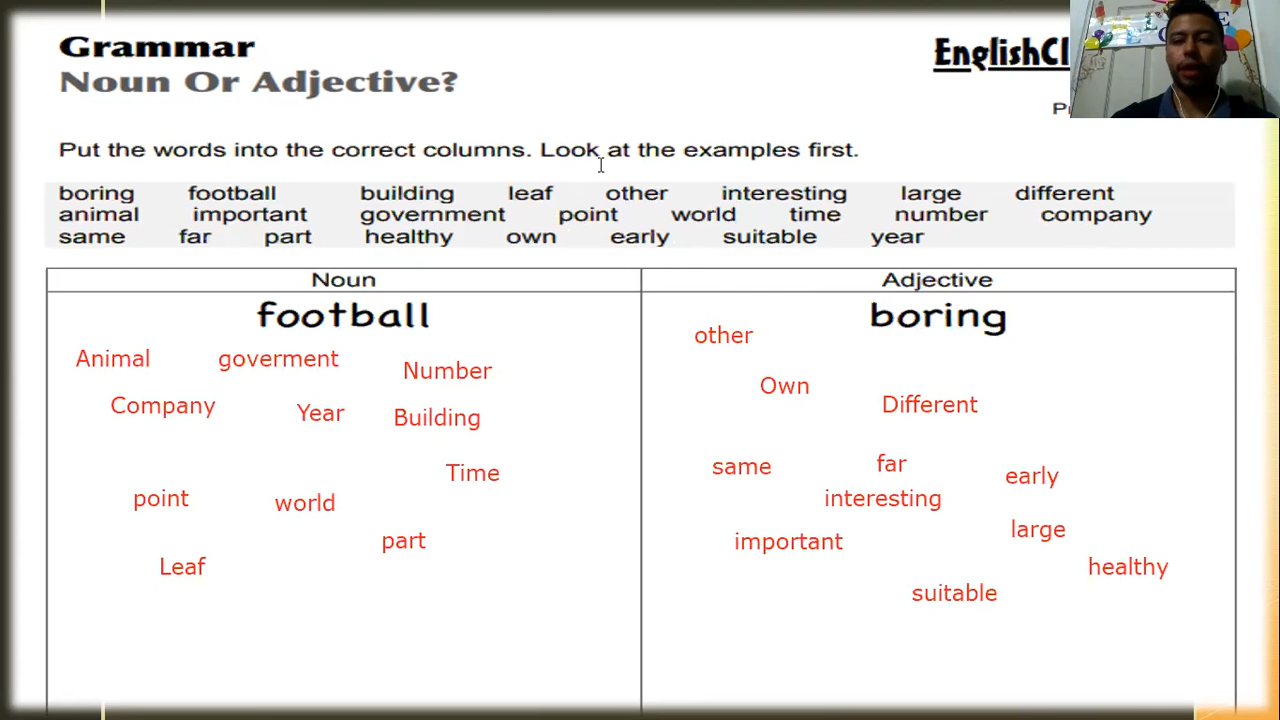 Grammar
EnglishCl
Noun Or Adjective?
P
Put the words into the correct columns. Look at the examples first.
boring football building leaf other interesting large different
animal important government point world time number company
same far part healthy own early suitable year
Noun Adjective
football boring
other
Animal goverment Number
Own
Company Year Building
Different
same far
Time early
point world interesting
part important large
Leaf healthy
suitable